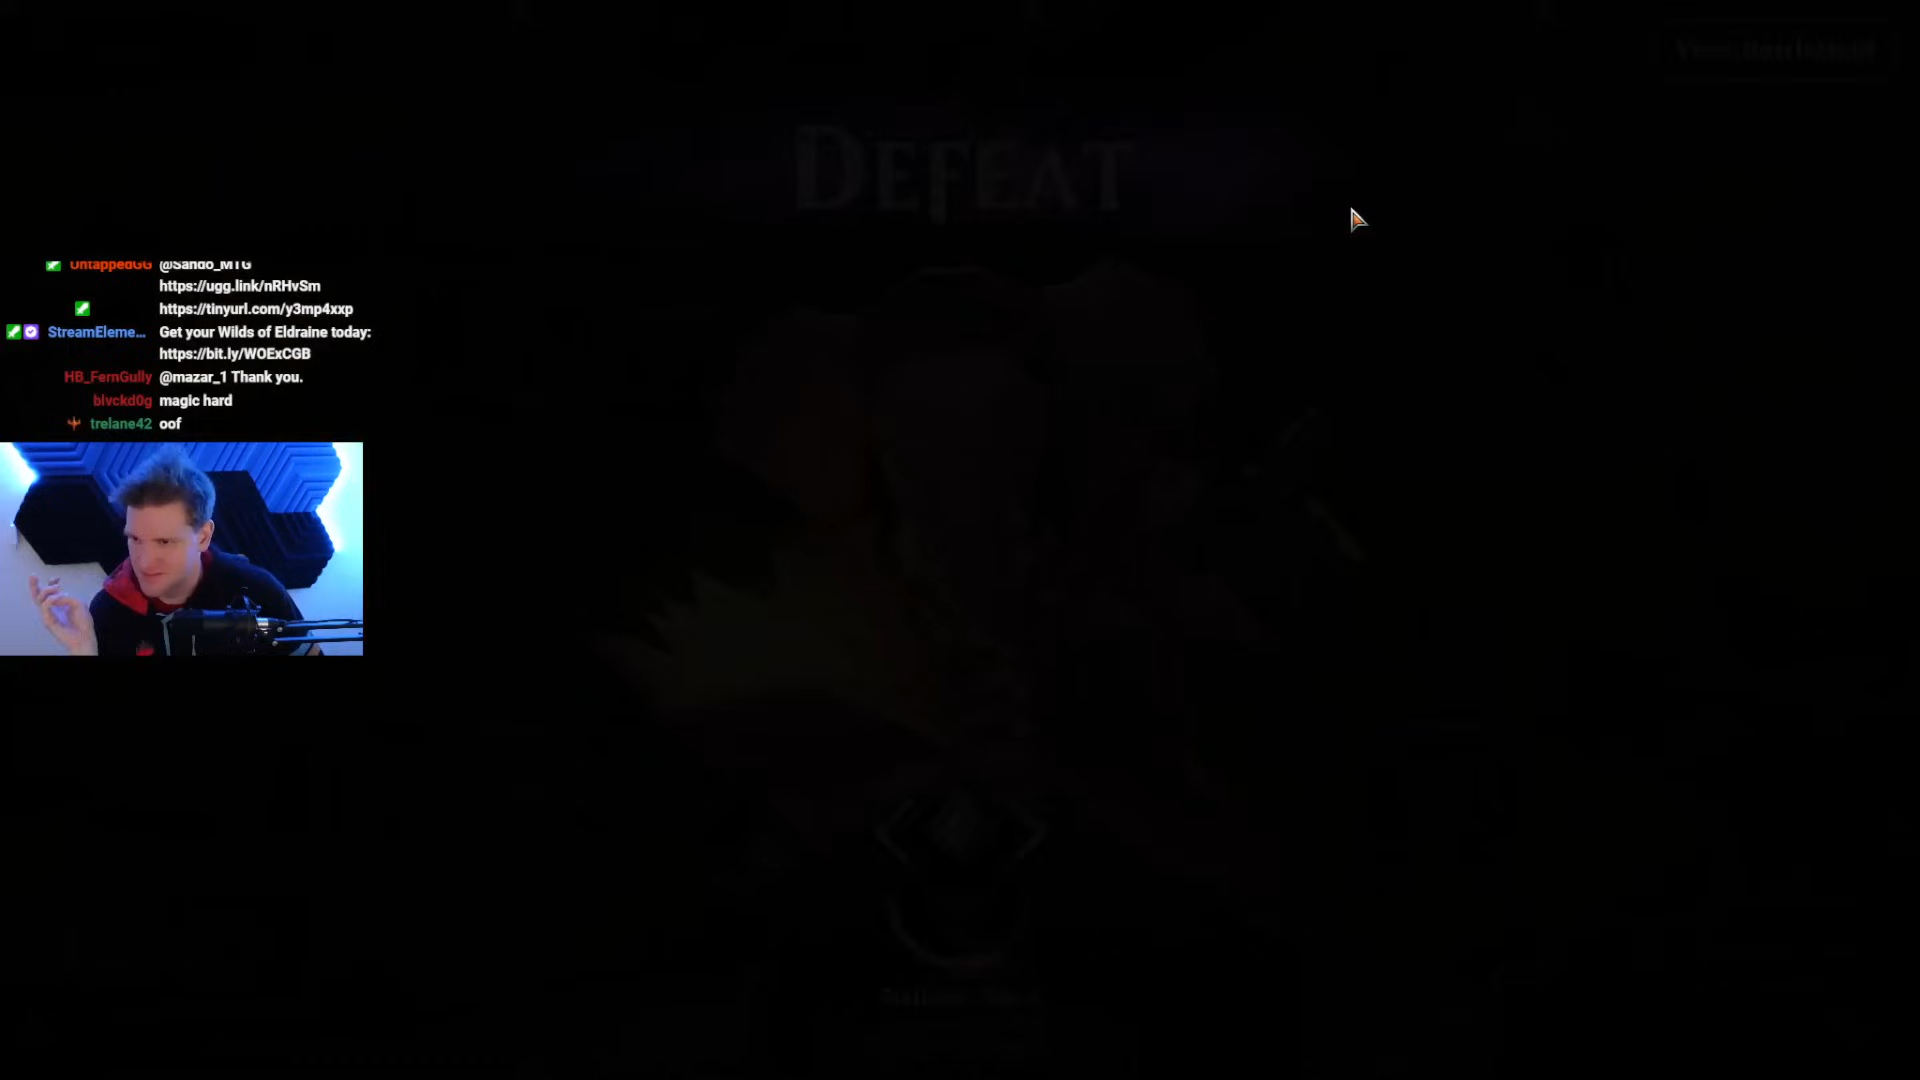 DEFEAT
UntappedGG @Sando_MTG
https://ugg.link/nRHvSm
https://tinyurl.com/y3mp4xxp
StreamEleme... Get your Wilds of Eldraine today:
https://bit.ly/WOExCGB
HB_FernGully @mazar_1 Thank you.
blvckd0g magic hard
trelane42 oof